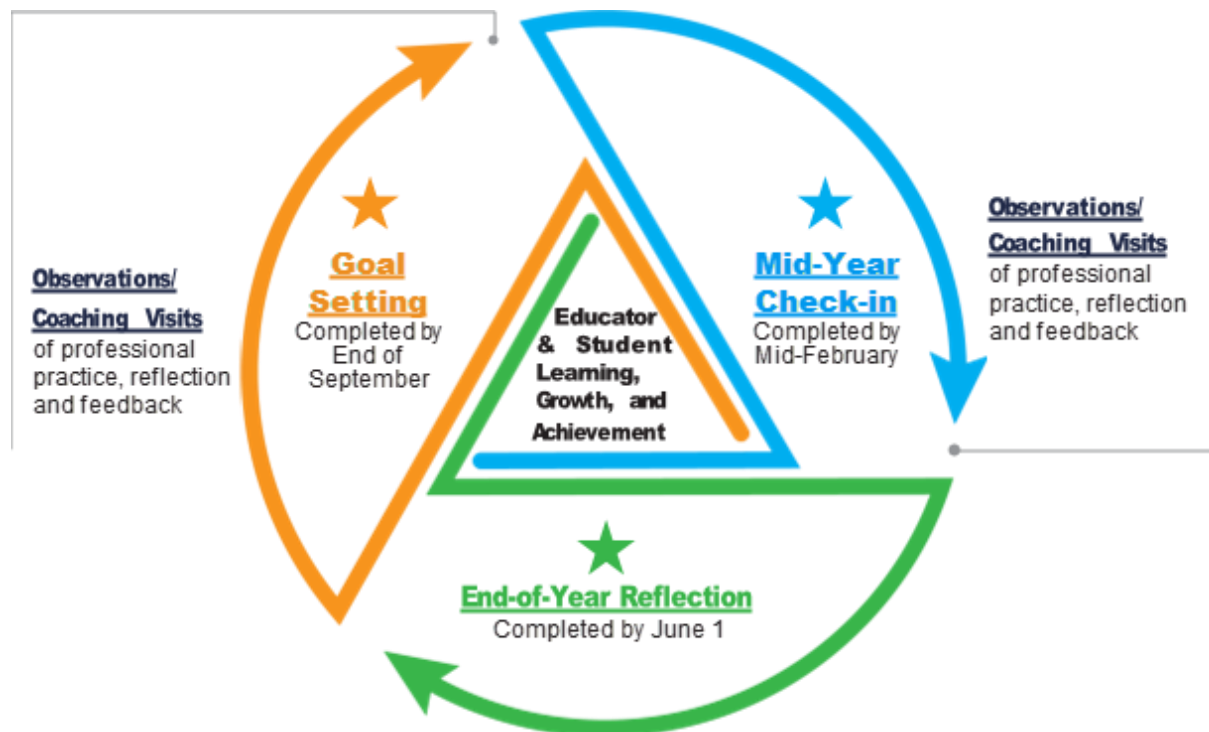 Goal
Setting
Completed by
End of
September
Observations/
Coaching Visits
of professional
practice, reflection
and feedback
Educator
& Student
Learning,
Growth, and
Achievement
Mid-Year
Check-in
Completed by
Mid-February
Observations/
Coaching Visits
of professional
practice, reflection
and feedback
End-of-Year Reflection
Completed by June 1